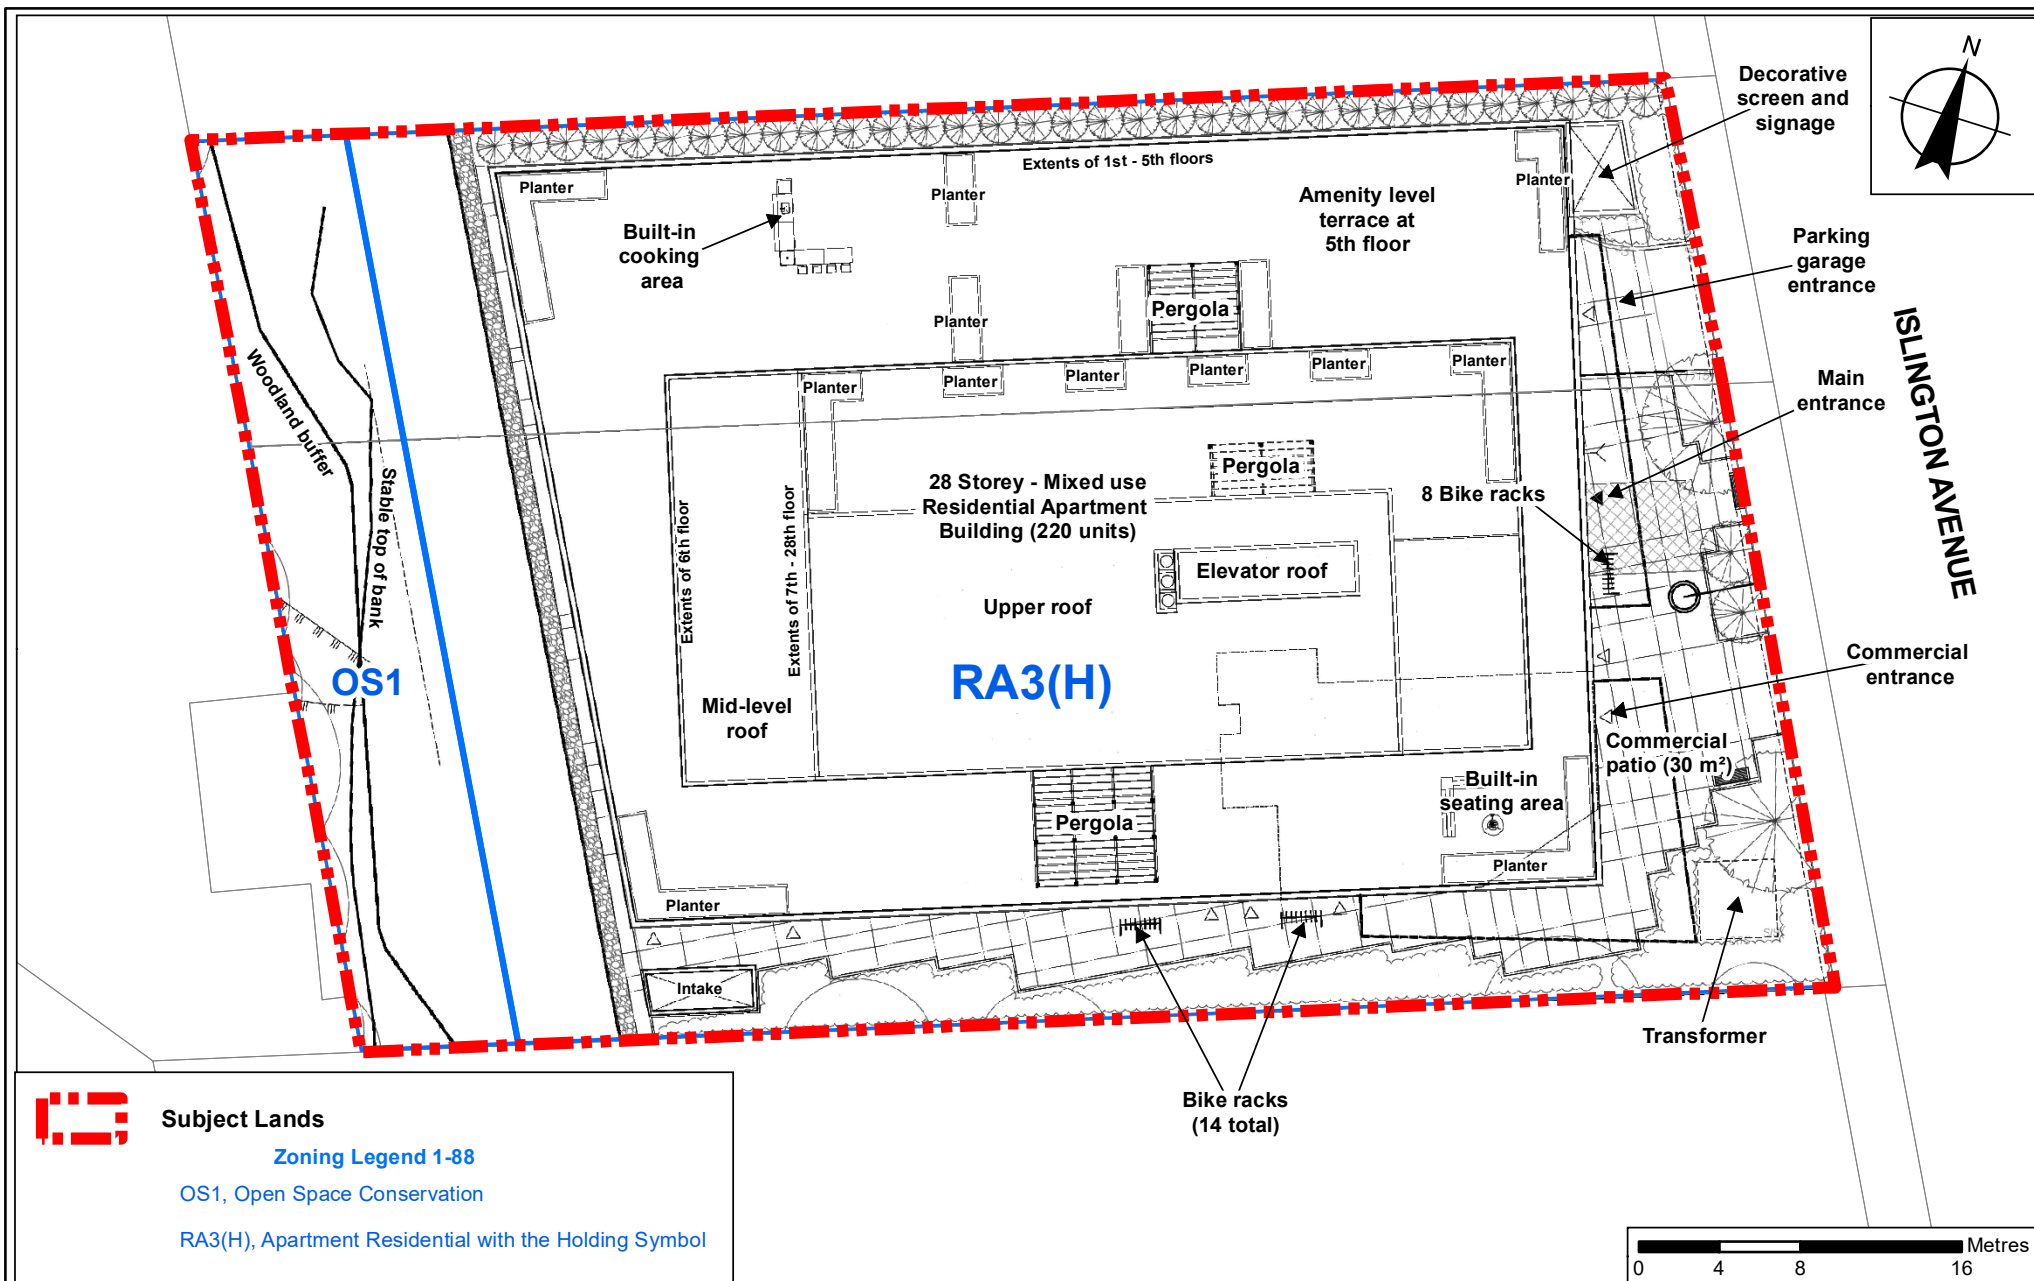 N
Decorative
screen and
signage
Extents of 1st - 5th floors
Planter
Planter
Planter
Amenity level
terrace at
5th floor
Built-in
cooking
area
Parking
garage
entrance
Pergola
Planter
ISLINGTON AVENUE
Woodland buffer
Planter
Planter
Planter
Planter
Planter
Planter
Main
entrance
Stable top of bank
Pergola
28 Storey - Mixed use
Residential Apartment
Building (220 units)
8 Bike racks
Extents of 6th floor
Extents of 7th - 28th floor
Elevator roof
Upper roof
OS1
RA3(H)
Commercial
entrance
Mid-level
roof
Commercial
patio (30 m²)
Built-in
seating area
Pergola
Planter
Planter
Intake
Transformer
Bike racks
(14 total)
Subject Lands
Zoning Legend 1-88
OS1, Open Space Conservation
RA3(H), Apartment Residential with the Holding Symbol
Metres
0 4 8 16